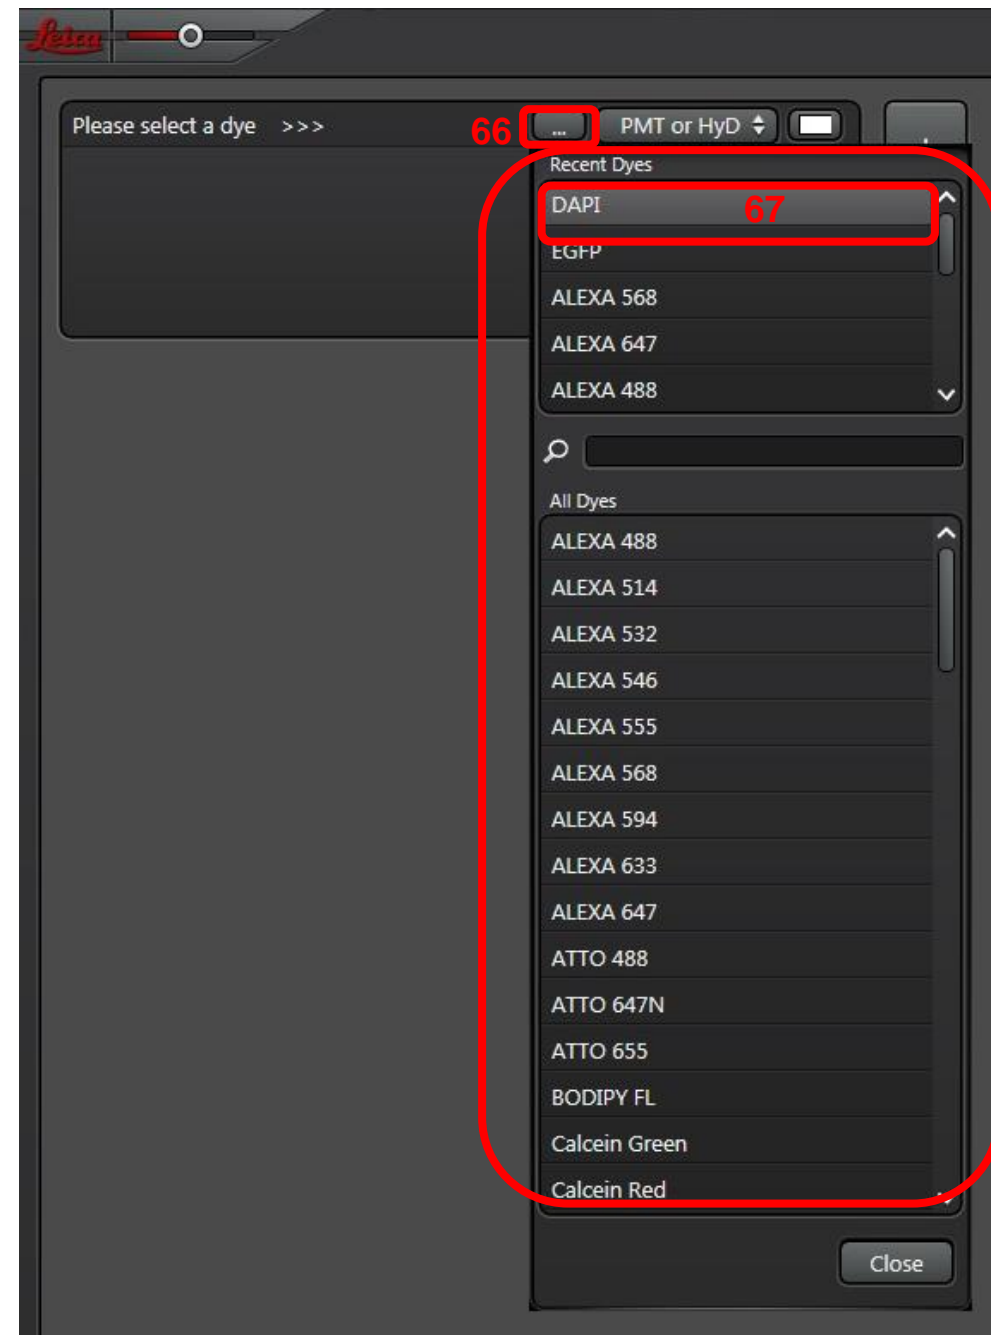 Leica
Please select a dye >>> 66 ... PMT or HyD
Recent Dyes
DAPI 67
EGFP
ALEXA 568
ALEXA 647
ALEXA 488
All Dyes
ALEXA 488
ALEXA 514
ALEXA 532
ALEXA 546
ALEXA 555
ALEXA 568
ALEXA 594
ALEXA 633
ALEXA 647
ATTO 488
ATTO 647N
ATTO 655
BODIPY FL
Calcein Green
Calcein Red
Close